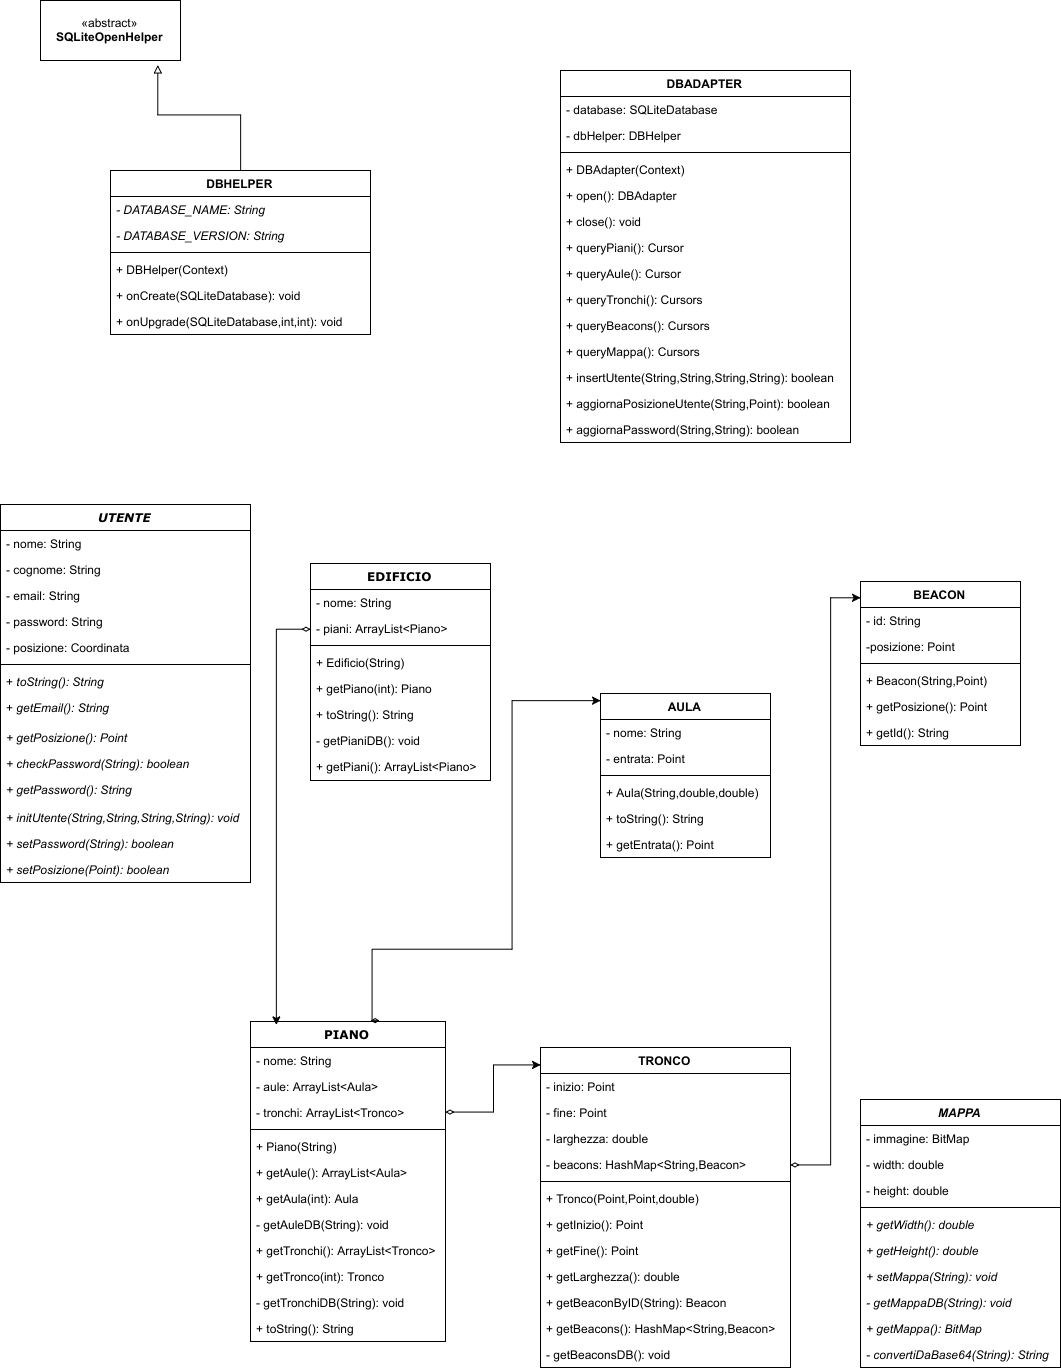 «abstract»
SQLiteOpenHelper
DBHELPER
- DATABASE_NAME: String
- DATABASE_VERSION: String
+ DBHelper(Context)
+ onCreate(SQLiteDatabase): void
+ onUpgrade(SQLiteDatabase,int,int): void
DBADAPTER
- database: SQLiteDatabase
- dbHelper: DBHelper
+ DBAdapter(Context)
+ open(): DBAdapter
+ close(): void
+ queryPiani(): Cursor
+ queryAule(): Cursor
+ queryTronchi(): Cursors
+ queryBeacons(): Cursors
+ queryMappa(): Cursors
+ insertUtente(String,String,String,String): boolean
+ aggiornaPosizioneUtente(String,Point): boolean
+ aggiornaPassword(String,String): boolean
UTENTE
- nome: String
- cognome: String
- email: String
- password: String
- posizione: Coordinata
+ toString(): String
+ getEmail(): String
+ getPosizione(): Point
+ checkPassword(String): boolean
+ getPassword(): String
+ initUtente(String,String,String,String): void
+ setPassword(String): boolean
+ setPosizione(Point): boolean
EDIFICIO
- nome: String
- piani: ArrayList<Piano>
+ Edificio(String)
+ getPiano(int): Piano
+ toString(): String
- getPianiDB(): void
+ getPiani(): ArrayList<Piano>
AULA
- nome: String
- entrata: Point
+ Aula(String,double,double)
+ toString(): String
+ getEntrata(): Point
BEACON
- id: String
-posizione: Point
+ Beacon(String,Point)
+ getPosizione(): Point
+ getId(): String
PIANO
- nome: String
- aule: ArrayList<Aula>
- tronchi: ArrayList<Tronco>
+ Piano(String)
+ getAule(): ArrayList<Aula>
+ getAula(int): Aula
- getAuleDB(String): void
+ getTronchi(): ArrayList<Tronco>
+ getTronco(int): Tronco
- getTronchiDB(String): void
+ toString(): String
TRONCO
- inizio: Point
- fine: Point
- larghezza: double
- beacons: HashMap<String,Beacon>
+ Tronco(Point,Point,double)
+ getInizio(): Point
+ getFine(): Point
+ getLarghezza(): double
+ getBeaconByID(String): Beacon
+ getBeacons(): HashMap<String,Beacon>
- getBeaconsDB(): void
MAPPA
- immagine: BitMap
- width: double
- height: double
+ getWidth(): double
+ getHeight(): double
+ setMappa(String): void
- getMappaDB(String): void
+ getMappa(): BitMap
- convertiDaBase64(String): String